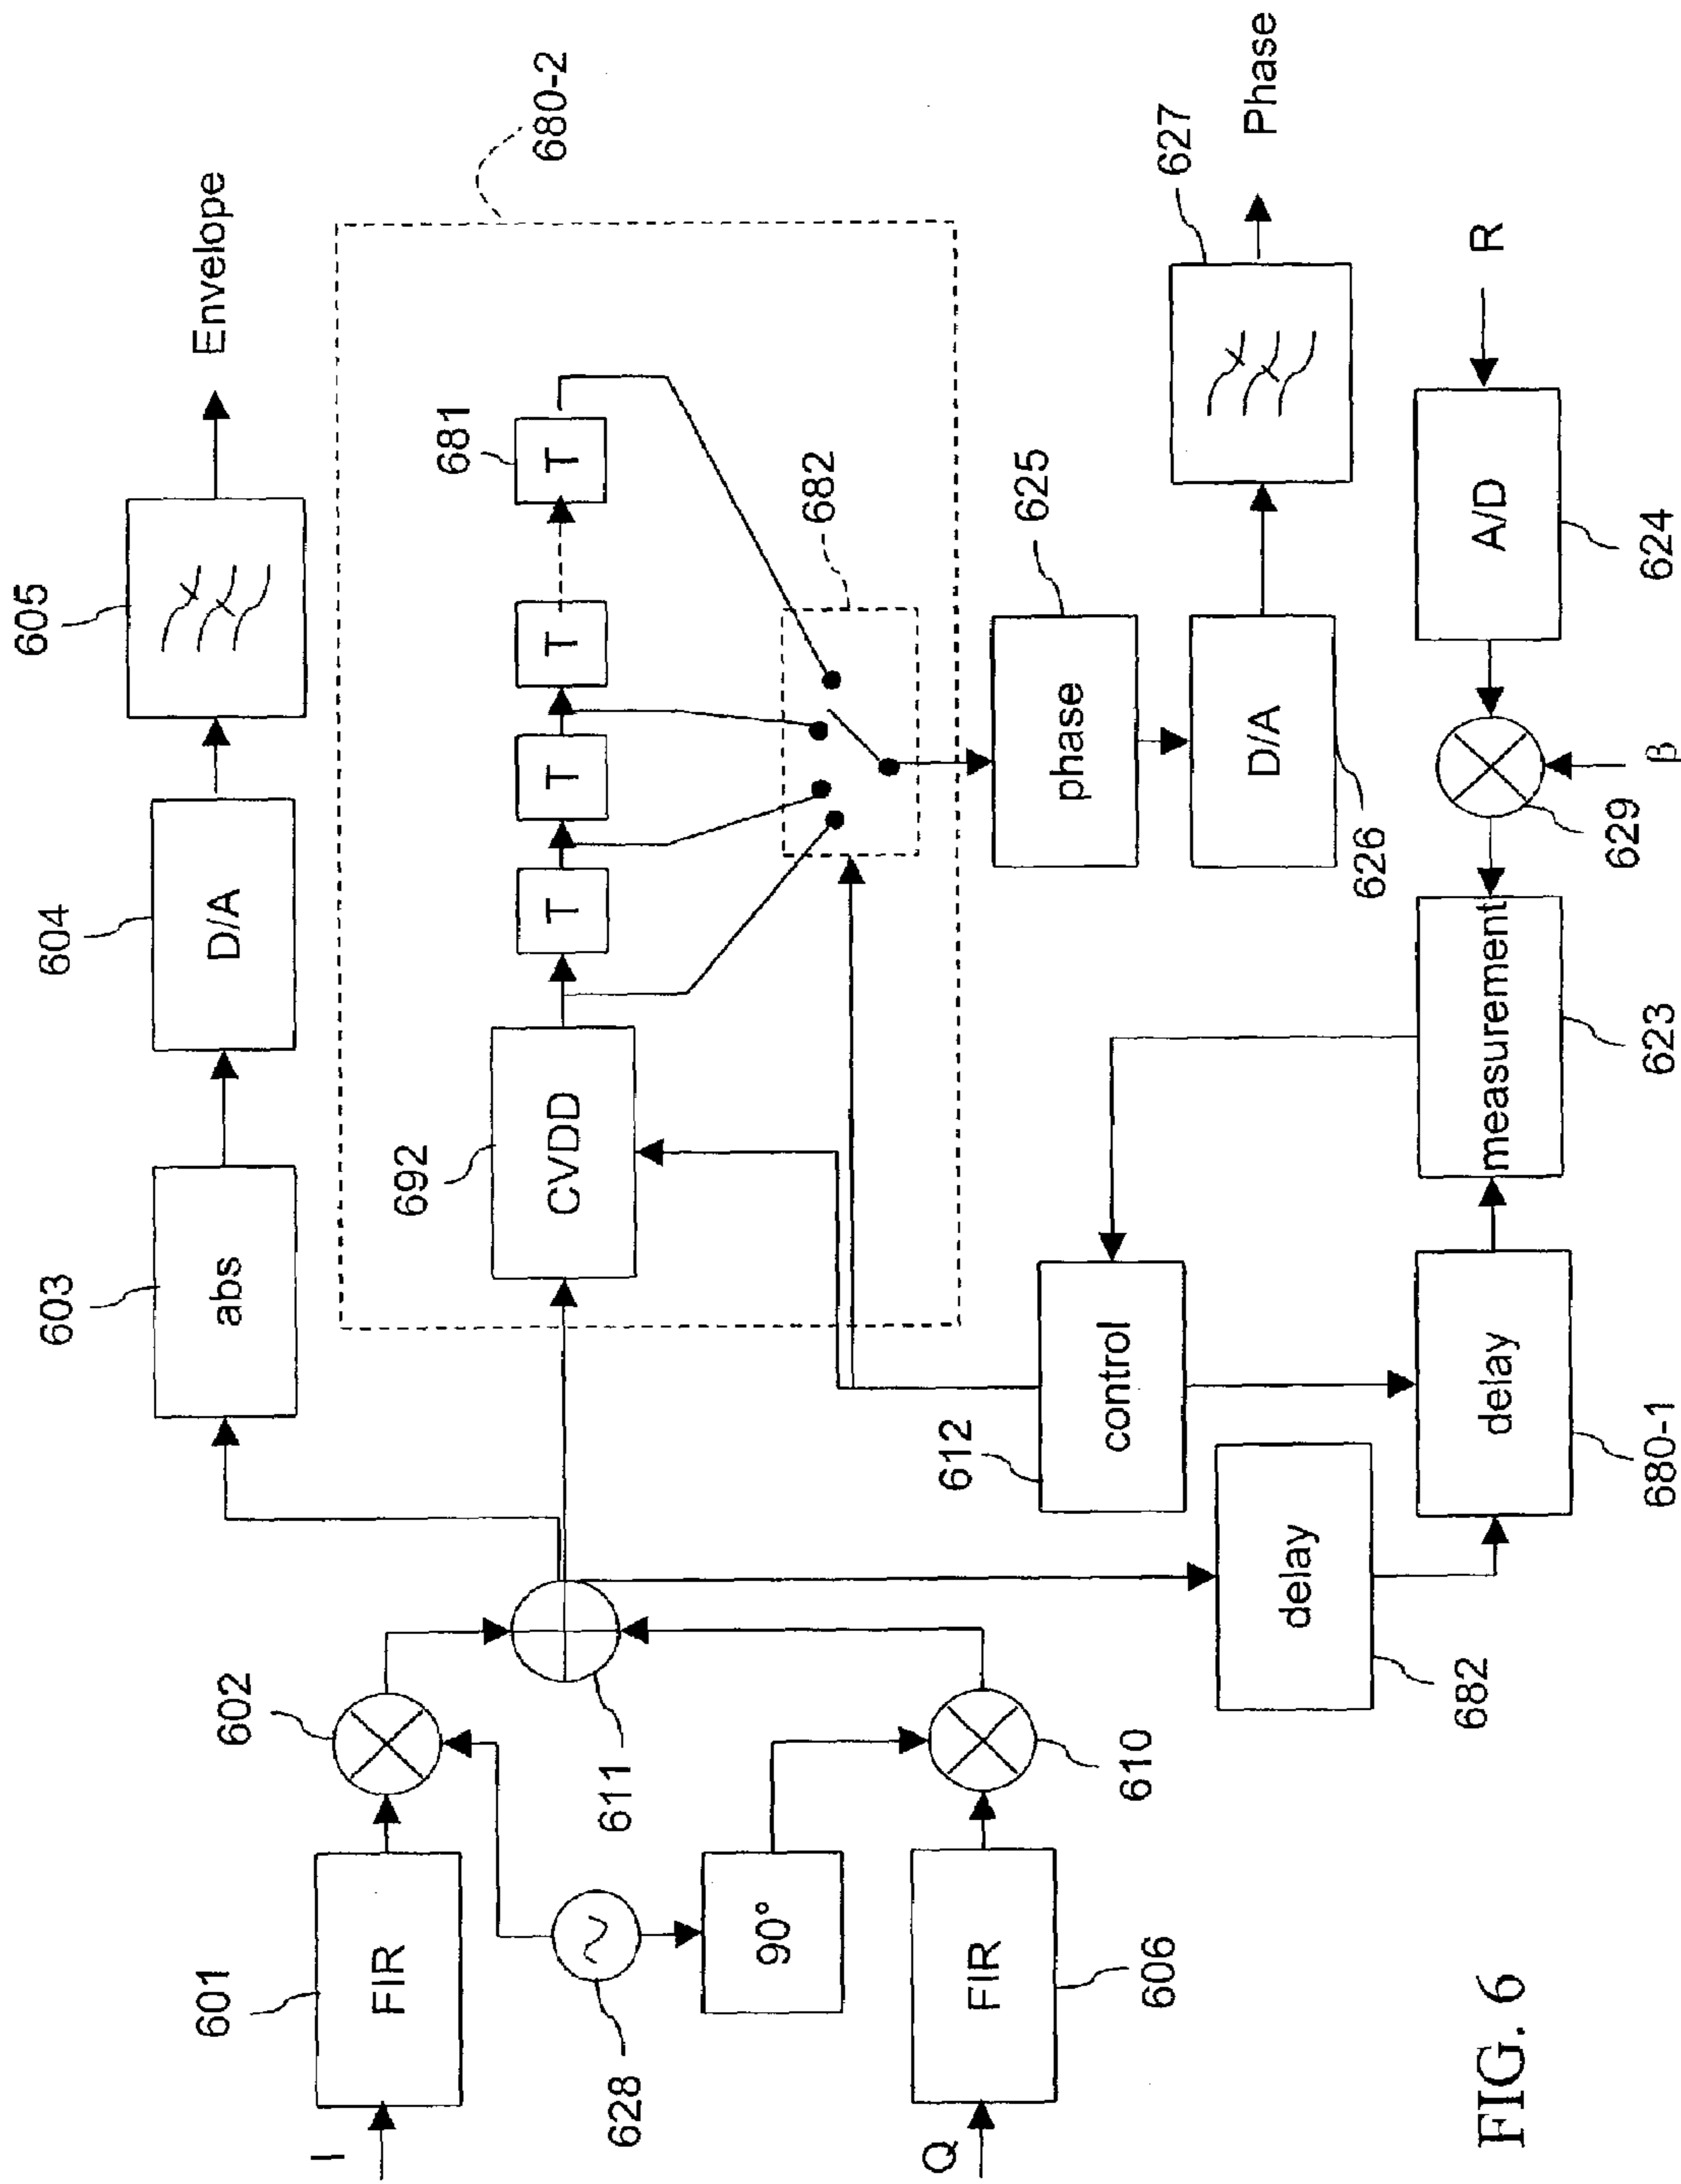 605
604
603
Envelope
D/A
abs
680-2
681
T
T
T
T
692
CVDD
682
602
601
FIR
I
611
628
90°
Q
FIR
606
610
625
phase
627
Phase
D/A
626
612
control
delay
682
delay
680-1
measurement
623
629
β
A/D
624
R
FIG. 6